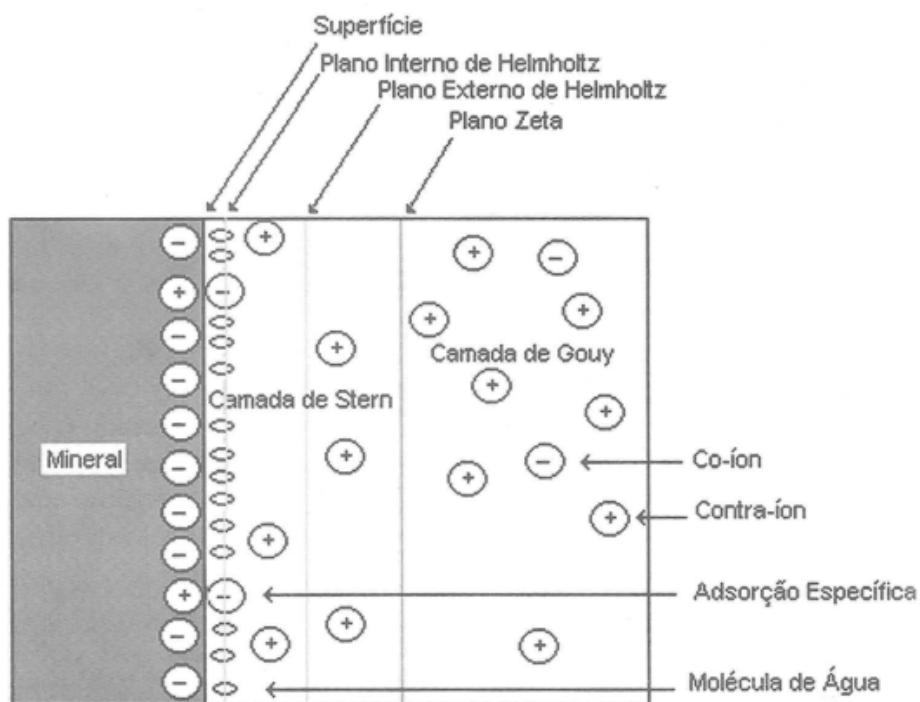 Superfície
Plano Interno de Helmholtz
Plano Externo de Helmholtz
Plano Zeta
Camada de Gouy
Camada de Stern
Mineral
Co-íon
Contra-íon
Adsorção Específica
Molécula de Água